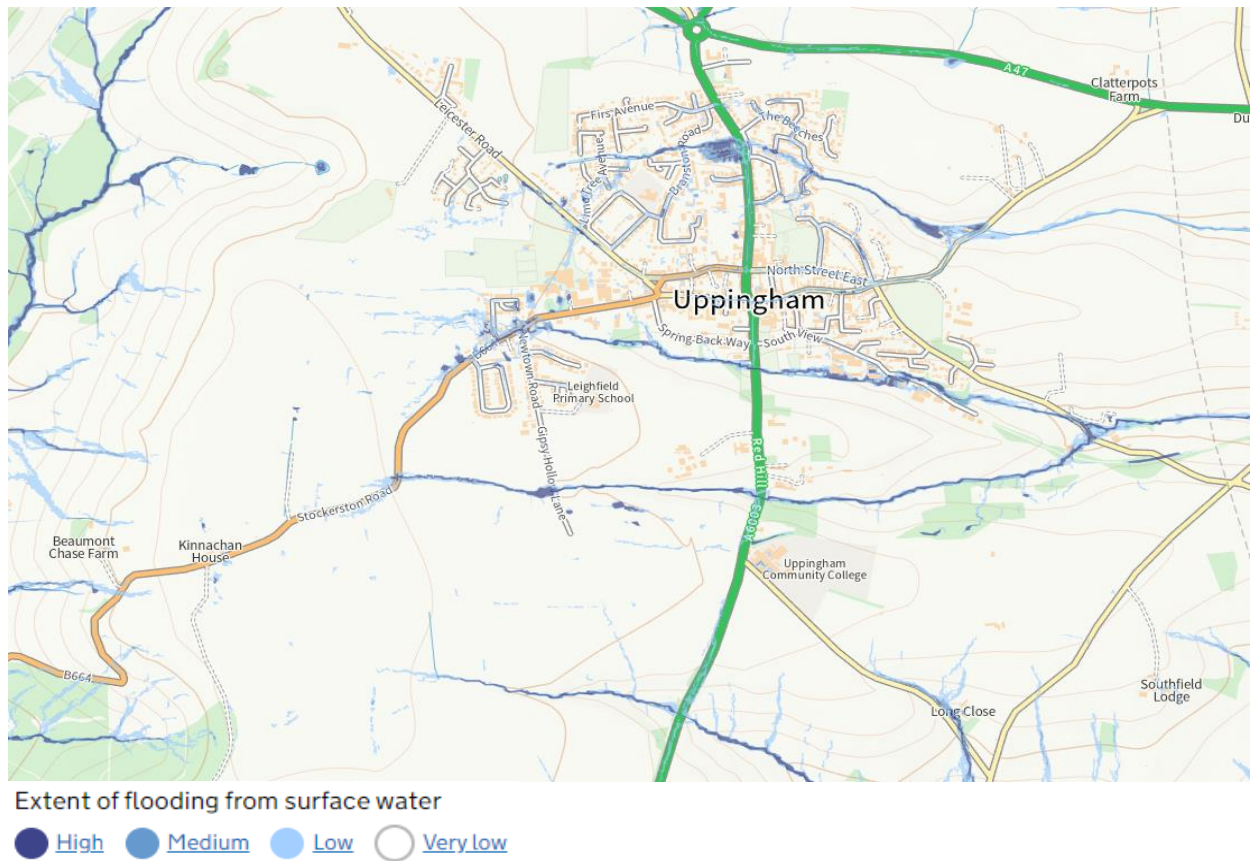 A47
Clatterpots
Farm
Du
Leicester Road
Firs Avenue
The Beeches
Lime Tree Avenue
Branston Road
North Street East
Uppingham
Spring Back Way
South View
B664
Newtown Road
Leighfield
Primary School
Gipsy Hollow Lane
Red Hill
Stockerston Road
A6003
Beaumont
Chase Farm
Kinnachan
House
Uppingham
Community College
B664
Southfield
Lodge
Long Close
Extent of flooding from surface water
High Medium Low Very low